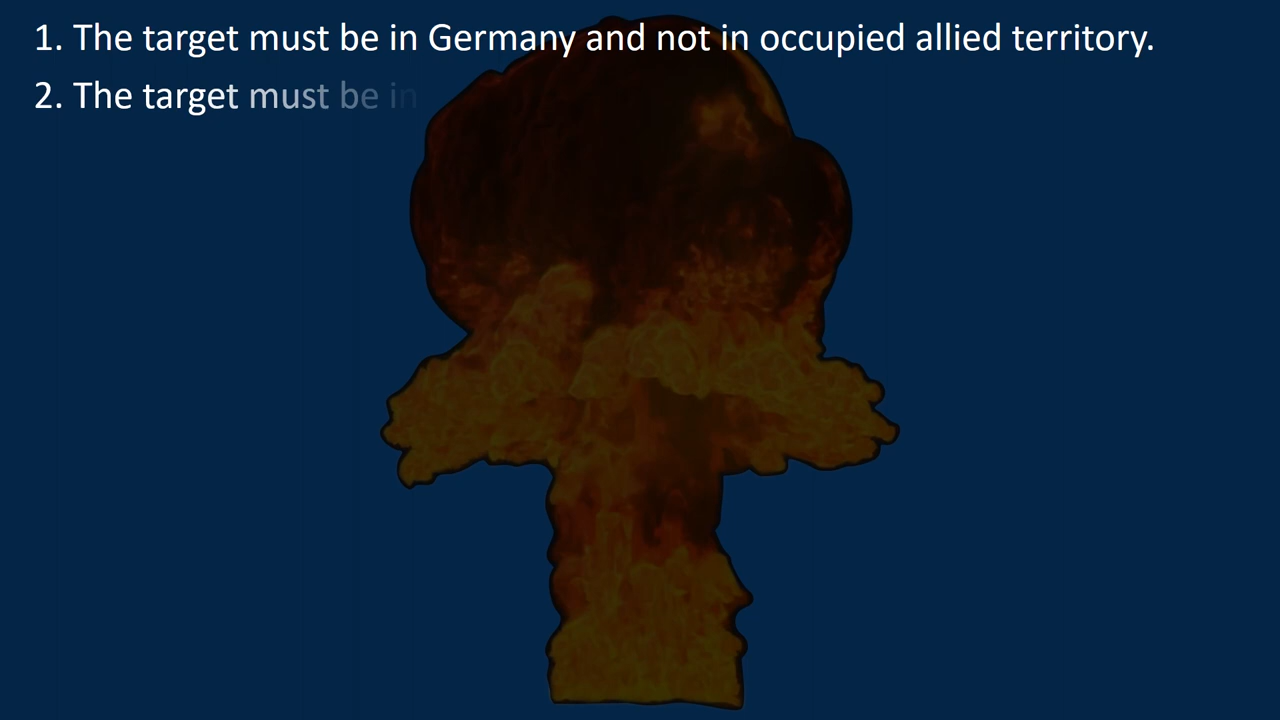 1. The target must be in Germany and not in occupied allied territory.
2. The target must be in